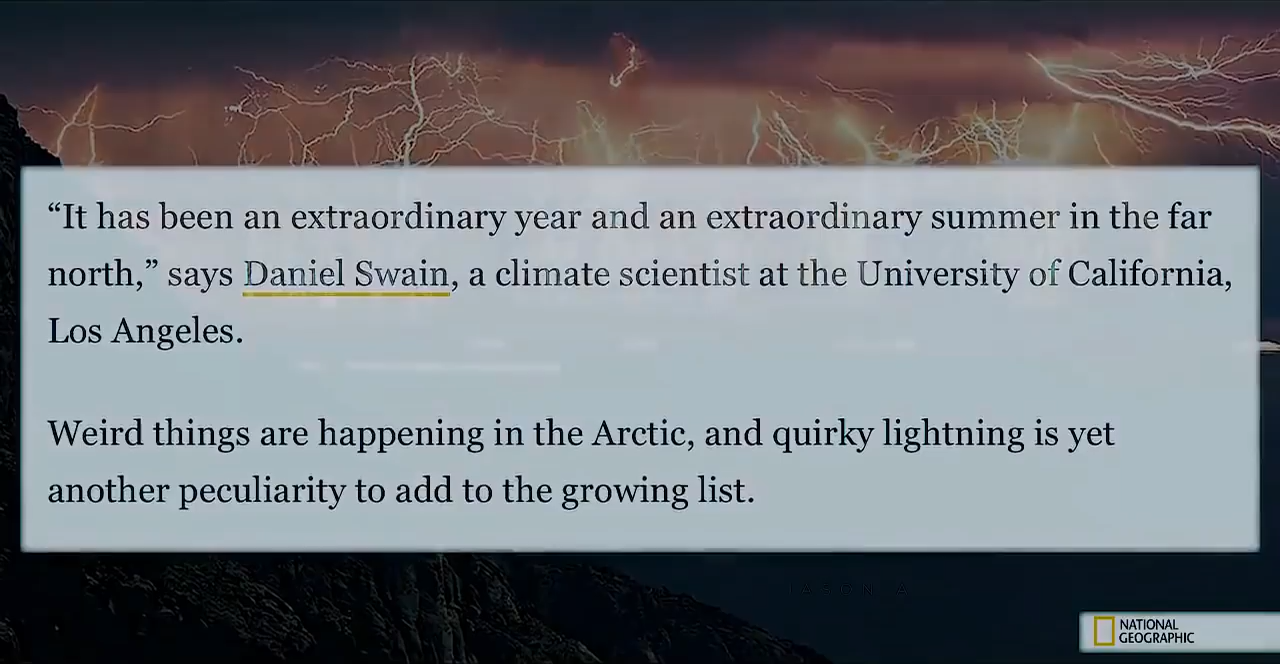 “It has been an extraordinary year and an extraordinary summer in the far
north,” says Daniel Swain, a climate scientist at the University of California,
Los Angeles.
Weird things are happening in the Arctic, and quirky lightning is yet
another peculiarity to add to the growing list.
NATIONAL
GEOGRAPHIC